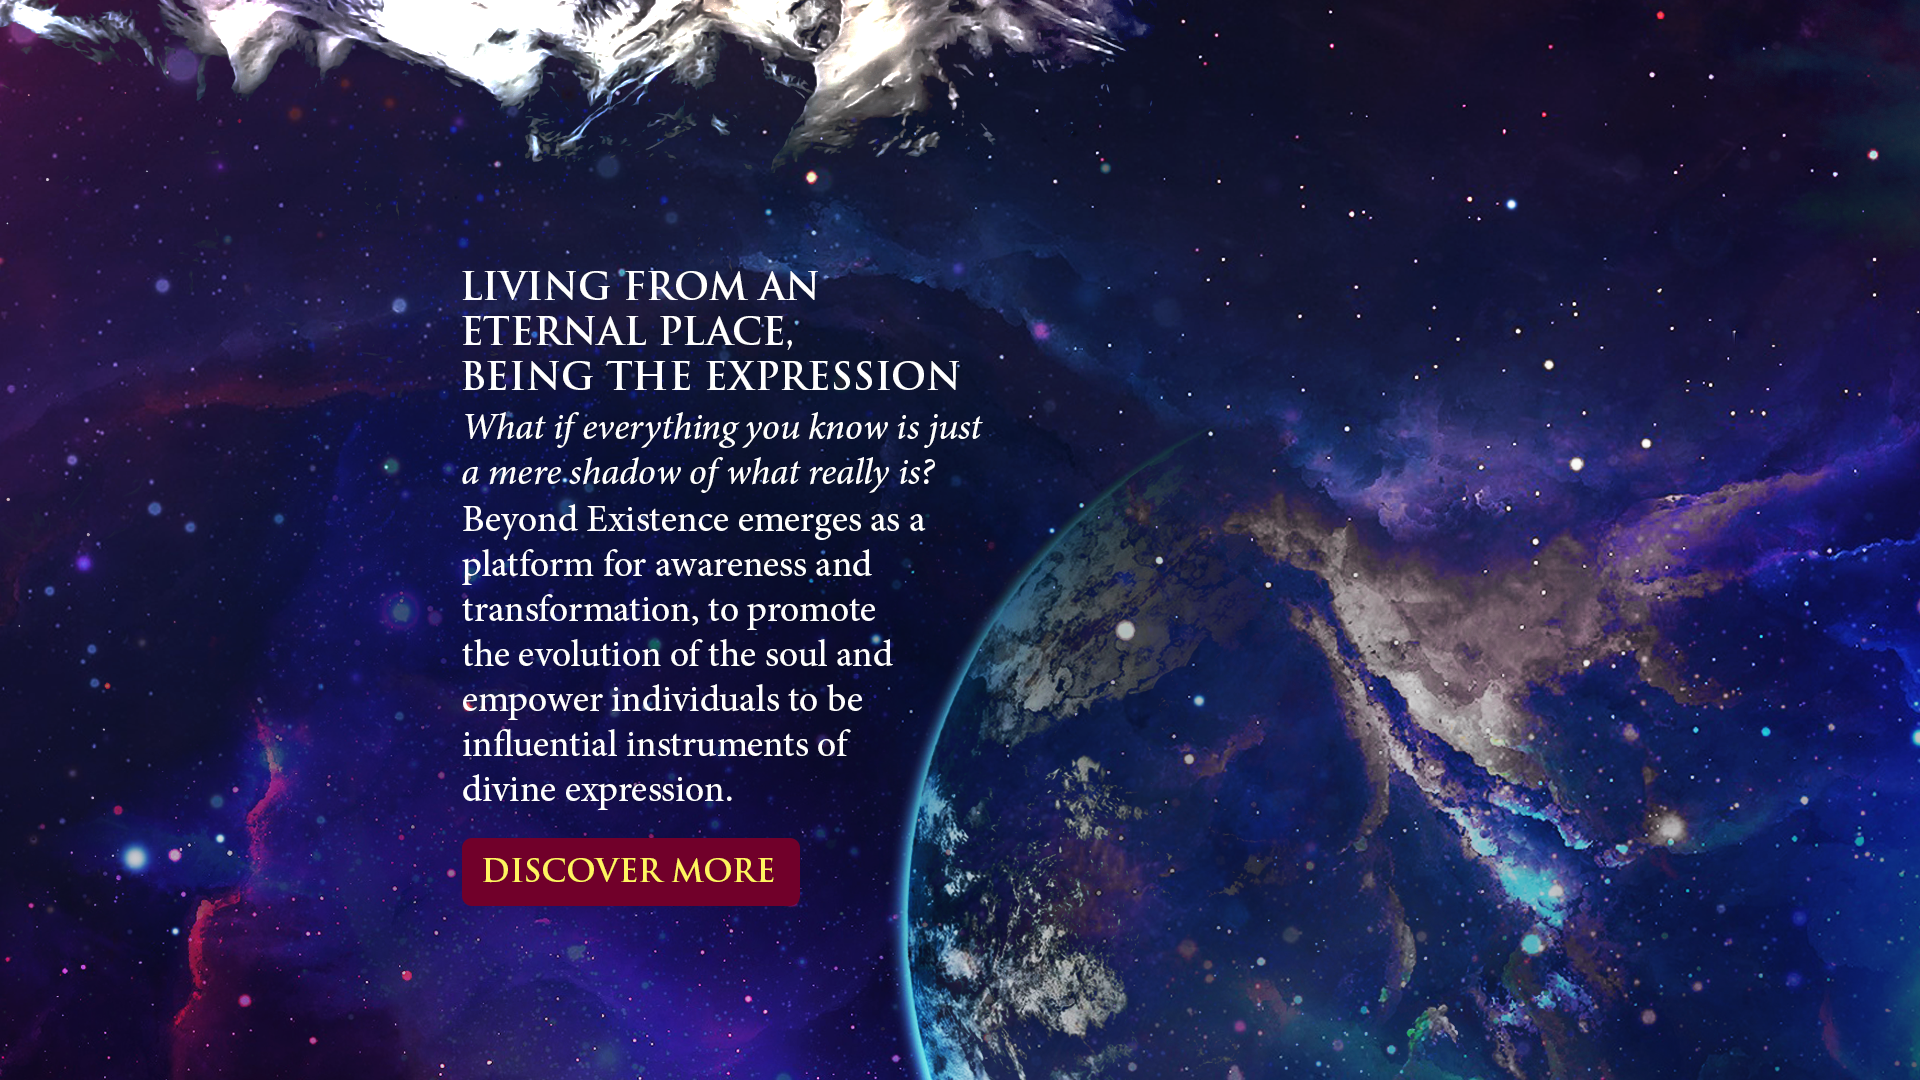 LIVING FROM AN
ETERNAL PLACE,
BEING THE EXPRESSION
What if everything you know is just
a mere shadow of what really is?
Beyond Existence emerges as a
platform for awareness and
transformation, to promote
the evolution of the soul and
empower individuals to be
influential instruments of
divine expression.
DISCOVER MORE